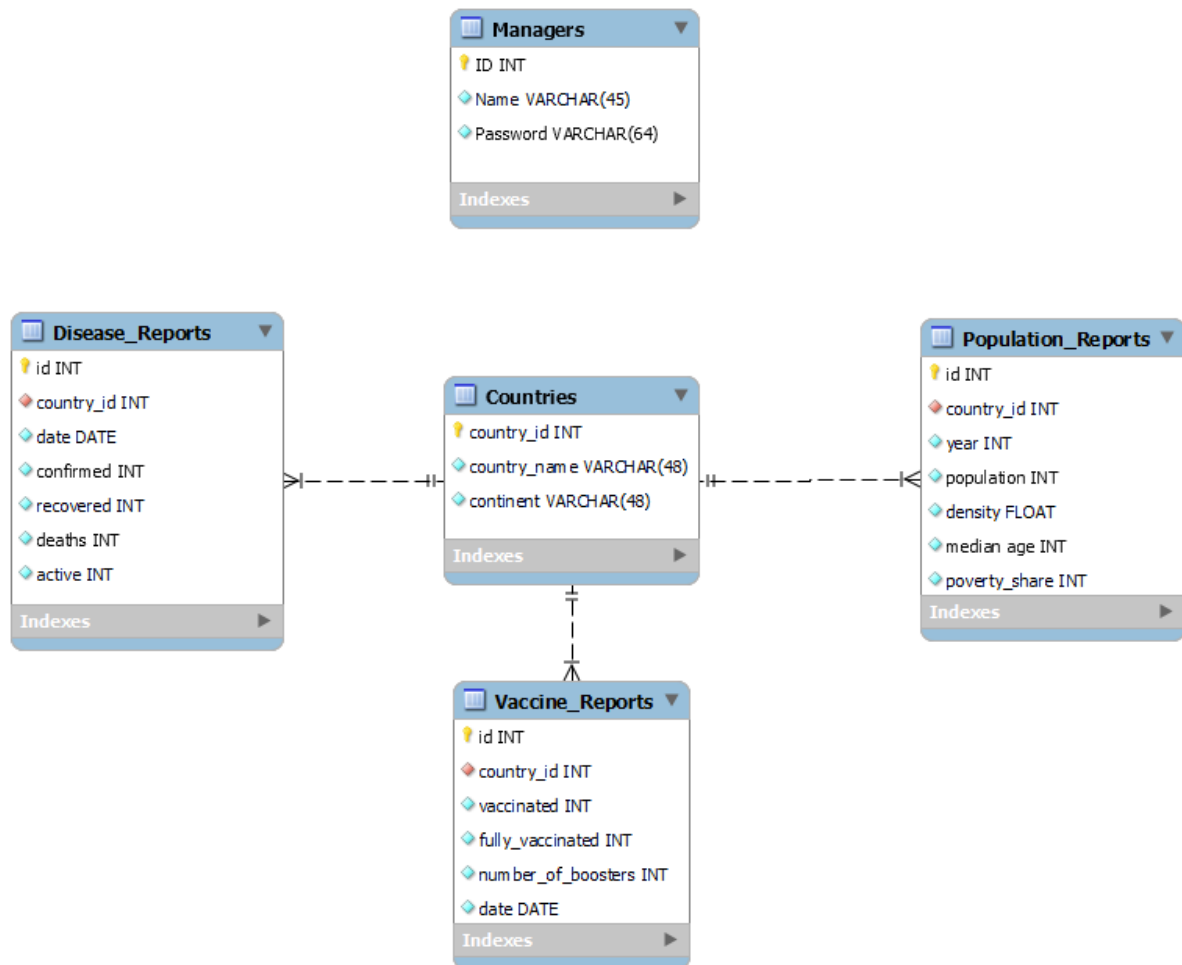 Managers
ID INT
Name VARCHAR(45)
Password VARCHAR(64)
Indexes
Disease_Reports
id INT
country_id INT
date DATE
confirmed INT
recovered INT
deaths INT
active INT
Indexes
Countries
country_id INT
country_name VARCHAR(48)
continent VARCHAR(48)
Indexes
Population_Reports
id INT
country_id INT
year INT
population INT
density FLOAT
median age INT
poverty_share INT
Indexes
Vaccine_Reports
id INT
country_id INT
vaccinated INT
fully_vaccinated INT
number_of_boosters INT
date DATE
Indexes